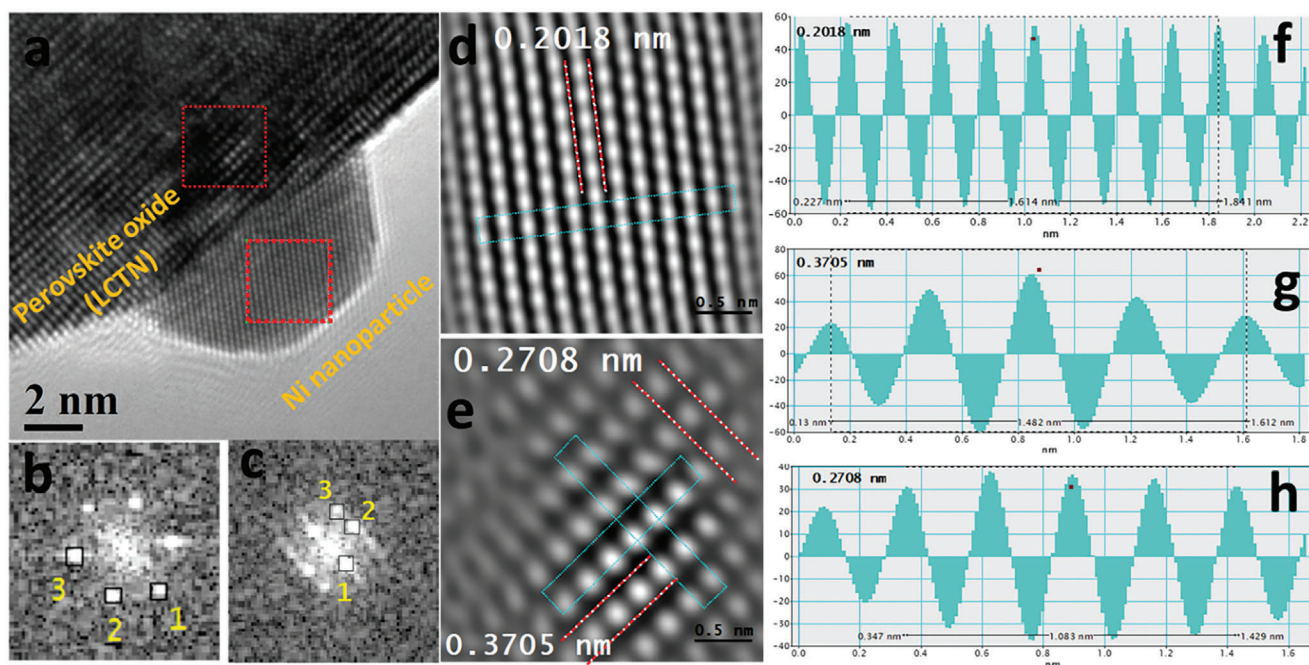 a
Perovskite oxide
(LCTN)
Ni nanoparticle
2 nm
b
3
2
1
c
3
2
1
d
0.2018 nm
0.5 nm
e
0.2708 nm
0.3705 nm
0.5 nm
f
0.2018 nm
60
40
20
0
-20
-40
-60
0.227 nm
1.614 nm
1.841 nm
0.0 0.2 0.4 0.6 0.8 1.0 1.2 1.4 1.6 1.8 2.0 2.2
nm
g
0.3705 nm
80
60
40
20
0
-20
-40
-60
0.13 nm
1.482 nm
1.612 nm
0.0 0.2 0.4 0.6 0.8 1.0 1.2 1.4 1.6 1.8
nm
h
0.2708 nm
40
30
20
10
0
-10
-20
-30
-40
0.347 nm
1.083 nm
1.429 nm
0.0 0.2 0.4 0.6 0.8 1.0 1.2 1.4 1.6
nm